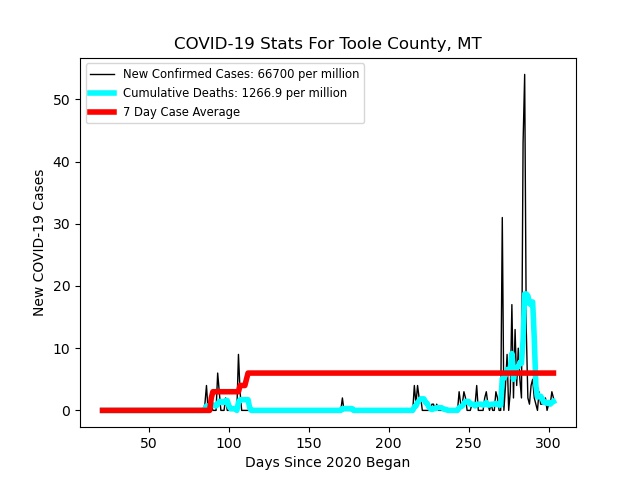 COVID-19 Stats For Toole County, MT
New Confirmed Cases: 66700 per million
Cumulative Deaths: 1266.9 per million
7 Day Case Average
New COVID-19 Cases
50
40
30
20
10
0
50 100 150 200 250 300
Days Since 2020 Began